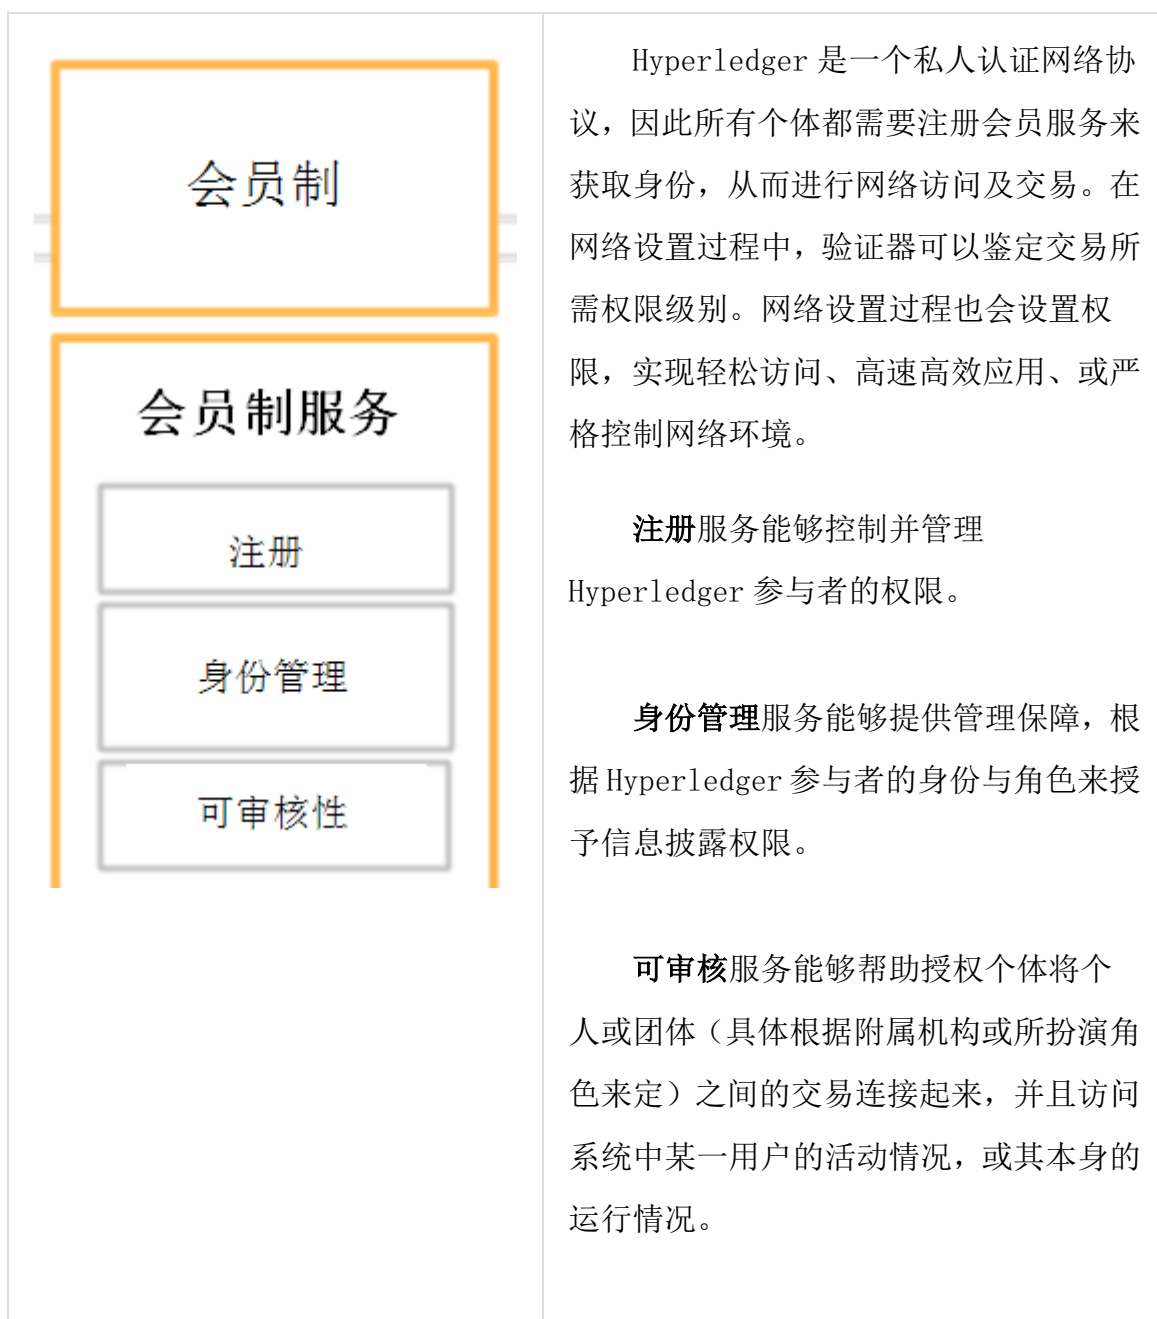 会员制
会员制服务
注册
身份管理
可审核性
Hyperledger 是一个私人认证网络协
议，因此所有个体都需要注册会员服务来
获取身份，从而进行网络访问及交易。在
网络设置过程中，验证器可以鉴定交易所
需权限级别。网络设置过程也会设置权
限，实现轻松访问、高速高效应用、或严
格控制网络环境。
注册服务能够控制并管理
Hyperledger 参与者的权限。
身份管理服务能够提供管理保障，根
据 Hyperledger 参与者的身份与角色来授
予信息披露权限。
可审核服务能够帮助授权个体将个
人或团体（具体根据附属机构或所扮演角
色来定）之间的交易连接起来，并且访问
系统中某一用户的活动情况，或其本身的
运行情况。